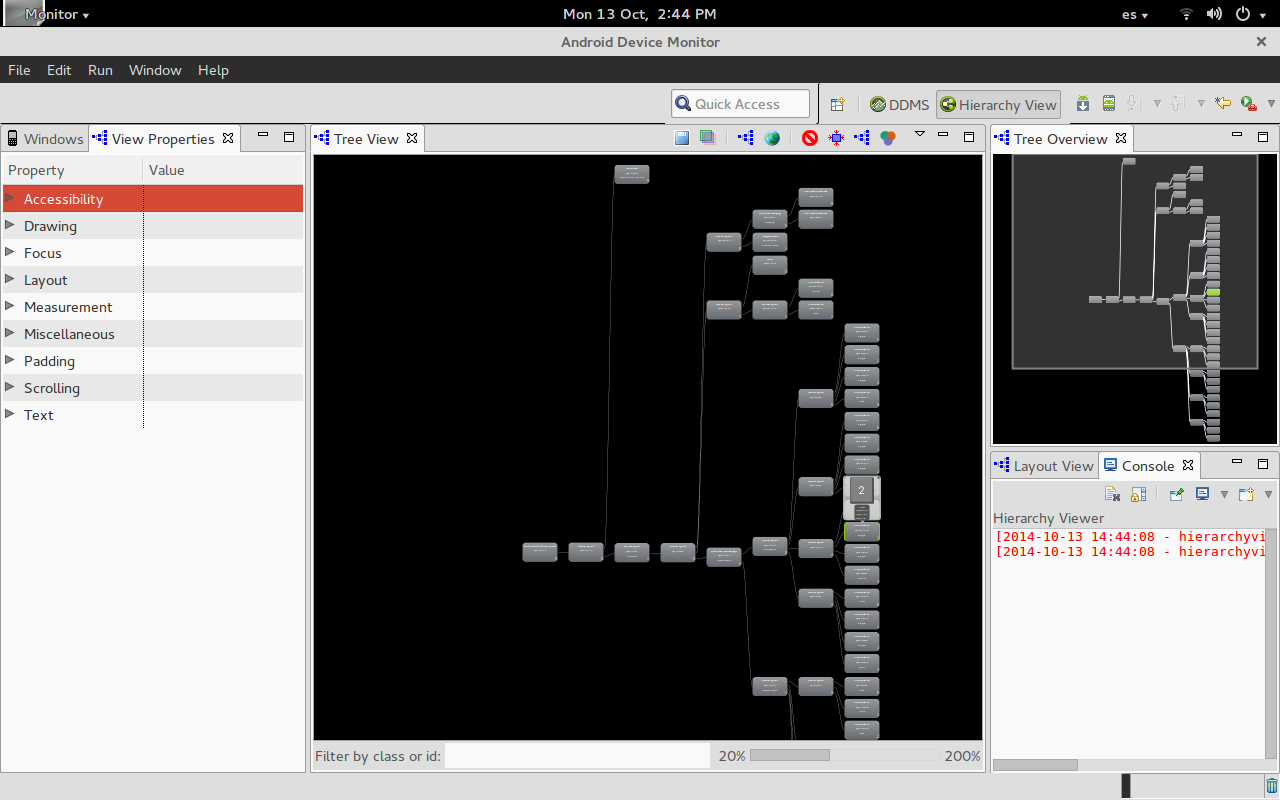 Monitor
Mon 13 Oct, 2:44 PM
es
Android Device Monitor
File Edit Run Window Help
Quick Access
DDMS
Hierarchy View
Windows
View Properties
Property Value
Accessibility
Drawing
Focus
Layout
Measurement
Miscellaneous
Padding
Scrolling
Text
Tree View
2
Filter by class or id:
20%
200%
Tree Overview
Layout View
Console
Hierarchy Viewer
[2014-10-13 14:44:08 - hierarchyvi
[2014-10-13 14:44:08 - hierarchyvi